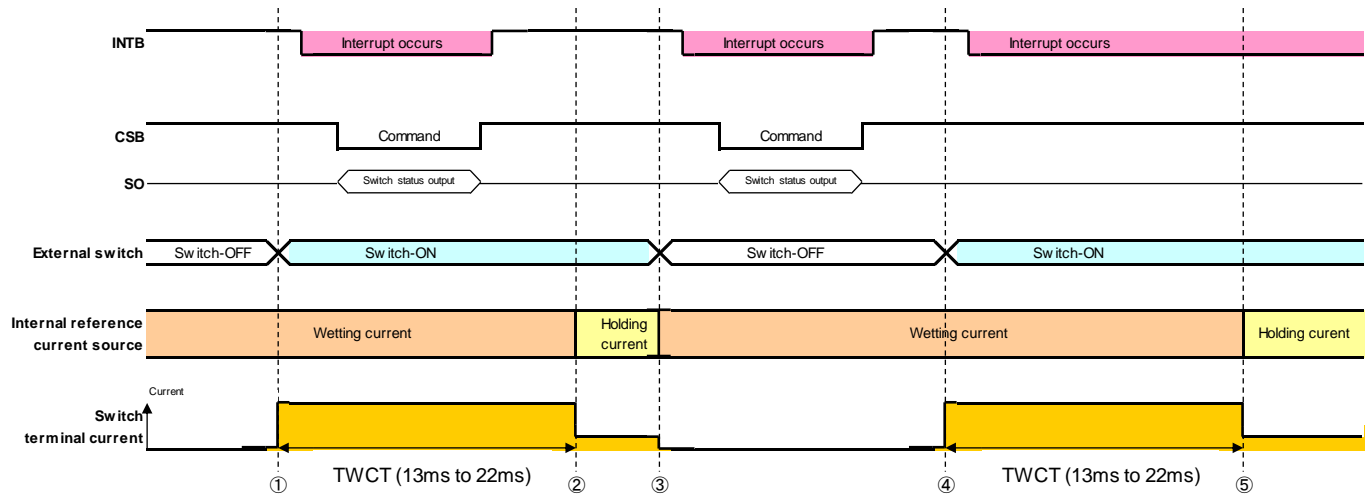 INTB
Interrupt occurs
Interrupt occurs
Interrupt occurs
CSB
Command
Command
SO
Switch status output
Switch status output
External switch
Switch-OFF
Switch-ON
Switch-OFF
Switch-ON
Internal reference
current source
Wetting current
Holding
current
Wetting current
Holding curent
Current
Switch
terminal current
TWCT (13ms to 22ms)
TWCT (13ms to 22ms)
① ② ③ ④ ⑤